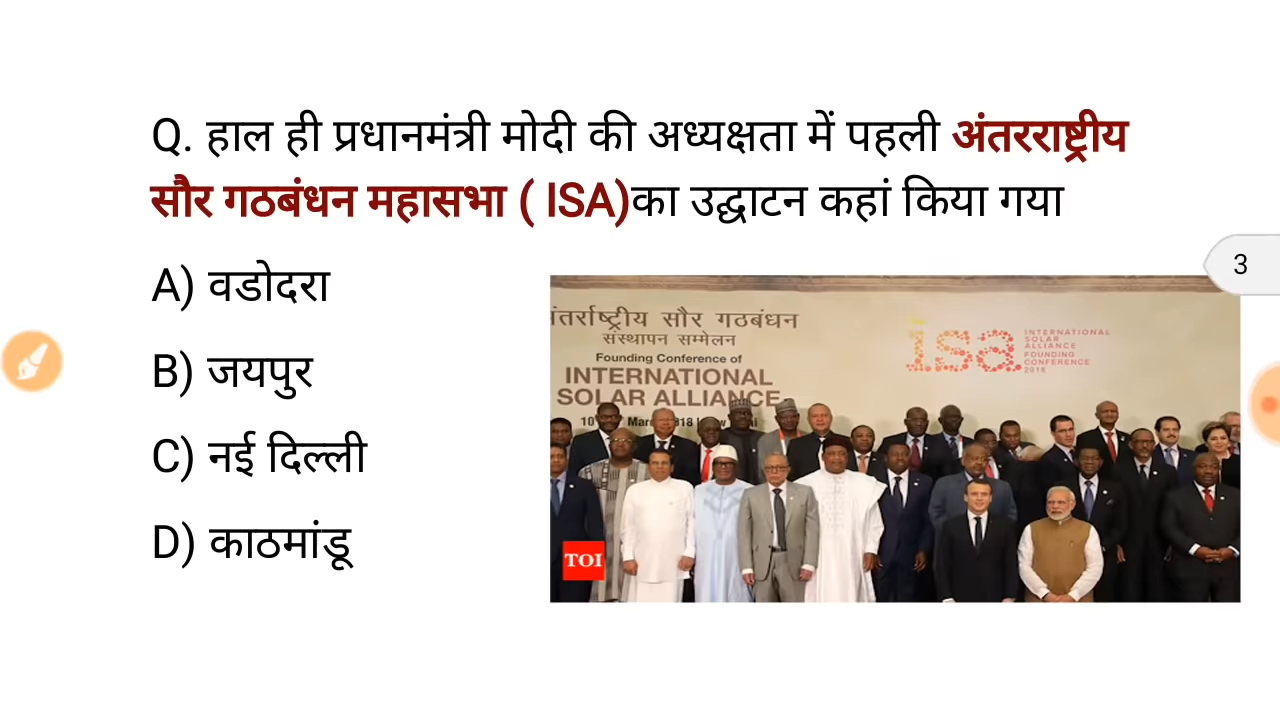 Q. हाल ही प्रधानमंत्री मोदी की अध्यक्षता में पहली अंतरराष्ट्रीय
सौर गठबंधन महासभा ( ISA)का उद्घाटन कहां किया गया
3
A) वडोदरा
B) जयपुर
C) नई दिल्ली
D) काठमांडू
अंतर्राष्ट्रीय सौर गठबंधन
संस्थापन सम्मेलन
Founding Conference of
INTERNATIONAL
SOLAR ALLIANCE
isa
INTERNATIONAL
SOLAR
ALLIANCE
FOUNDING
CONFERENCE
2018
TOI